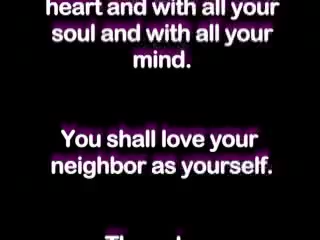 heart and with all your
soul and with all your
mind.
You shall love your
neighbor as yourself.